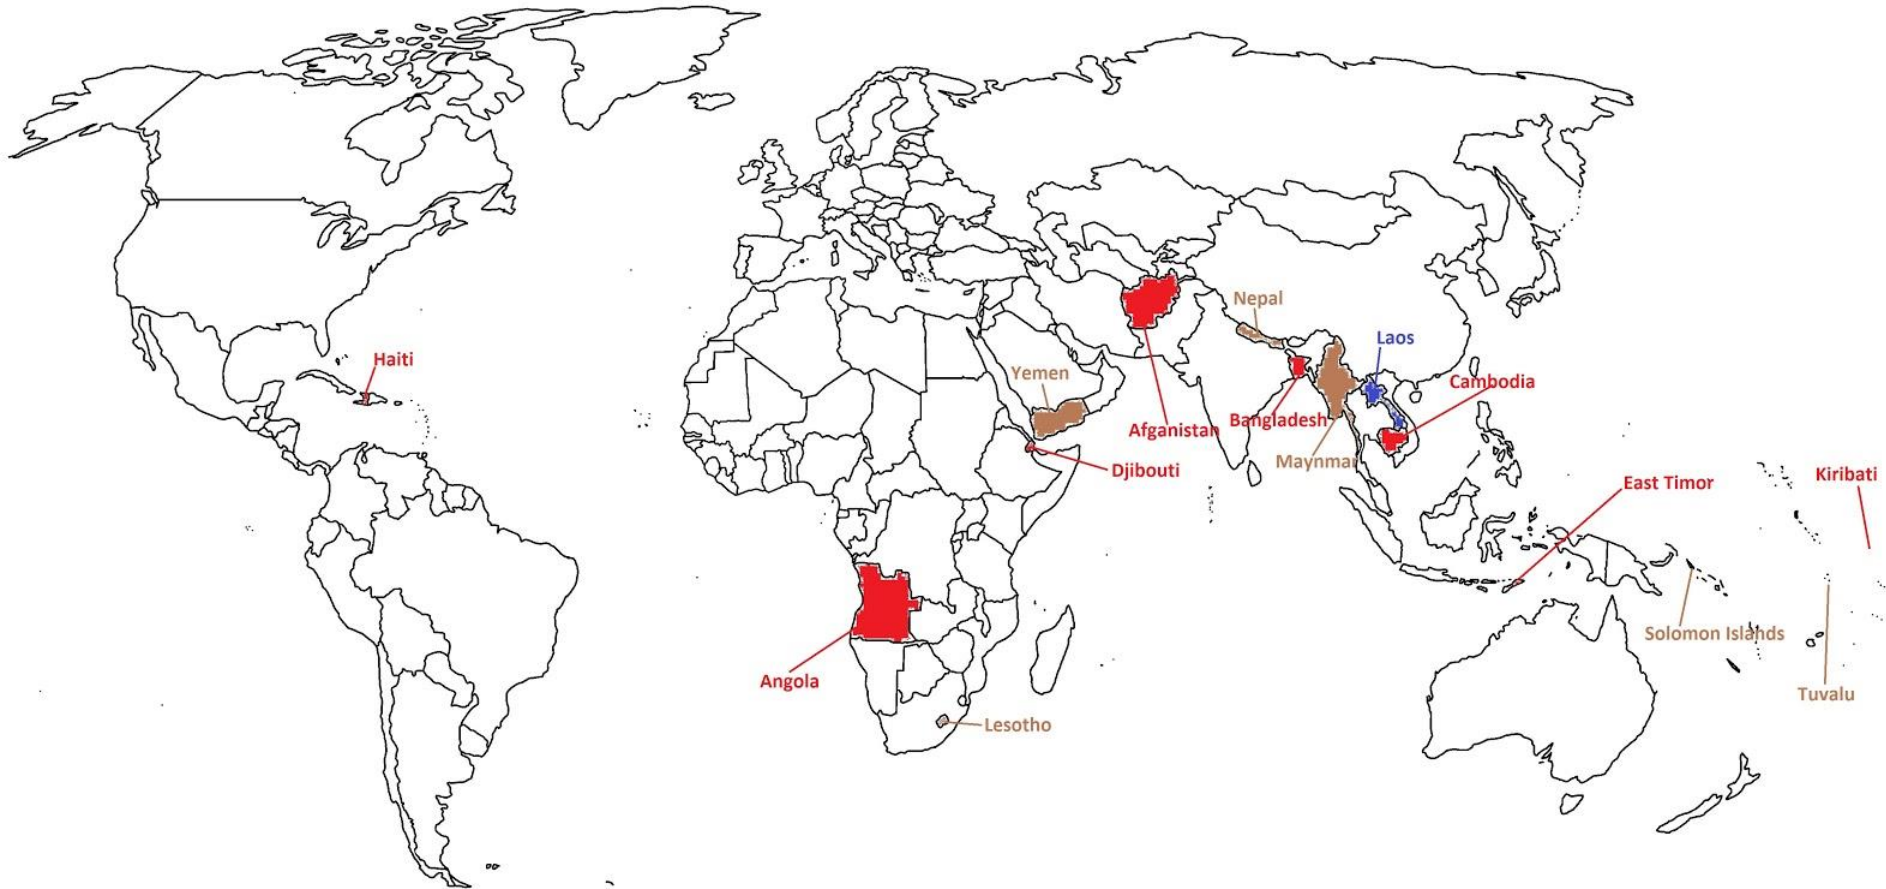 Nepal
Laos
Haiti
Yemen
Cambodia
Bangladesh
Afganistan
Maynmar
Djibouti
Kiribati
East Timor
Solomon Islands
Angola
Tuvalu
Lesotho